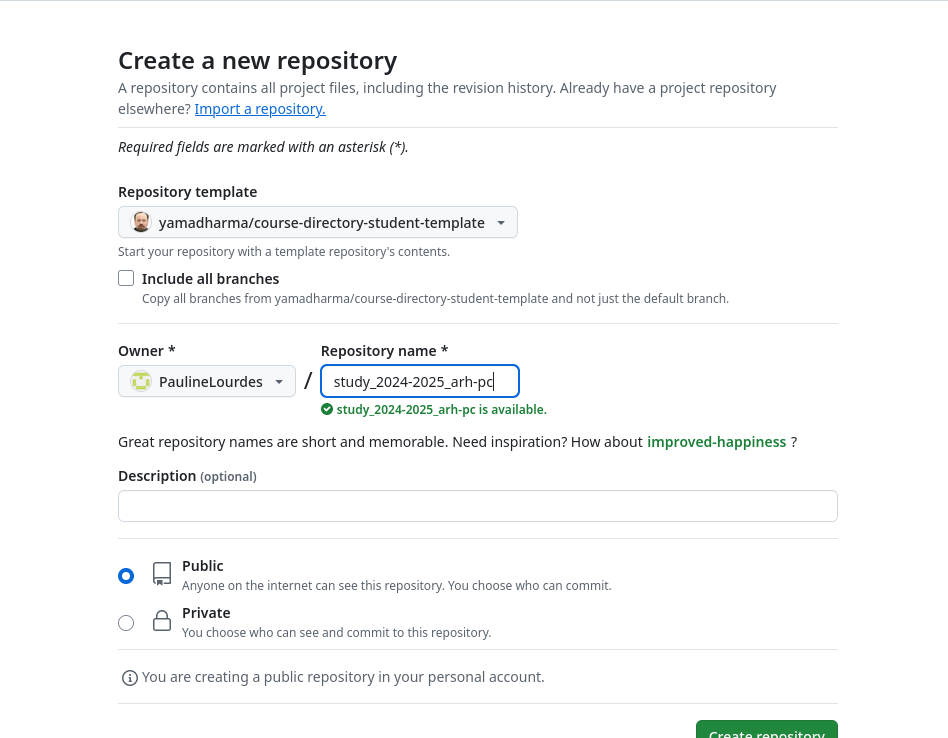 Create a new repository
A repository contains all project files, including the revision history. Already have a project repository
elsewhere? Import a repository.
Required fields are marked with an asterisk (*).
Repository template
yamadharma/course-directory-student-template
Start your repository with a template repository's contents.
Include all branches
Copy all branches from yamadharma/course-directory-student-template and not just the default branch.
Owner * Repository name *
PaulineLourdes / study_2024-2025_arh-pc
study_2024-2025_arh-pc is available.
Great repository names are short and memorable. Need inspiration? How about improved-happiness ?
Description (optional)
Public
Anyone on the internet can see this repository. You choose who can commit.
Private
You choose who can see and commit to this repository.
You are creating a public repository in your personal account.
Create repository